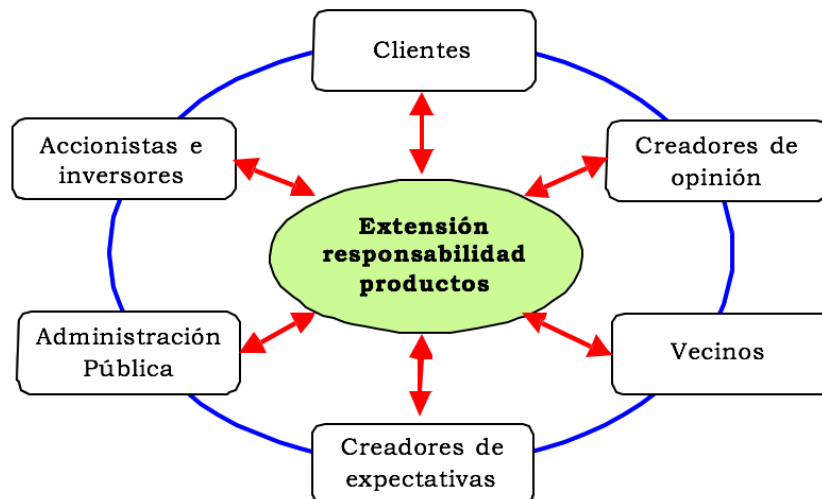 Clientes
Accionistas e
inversores
Creadores de
opinión
Extensión
responsabilidad
productos
Administración
Pública
Vecinos
Creadores de
expectativas